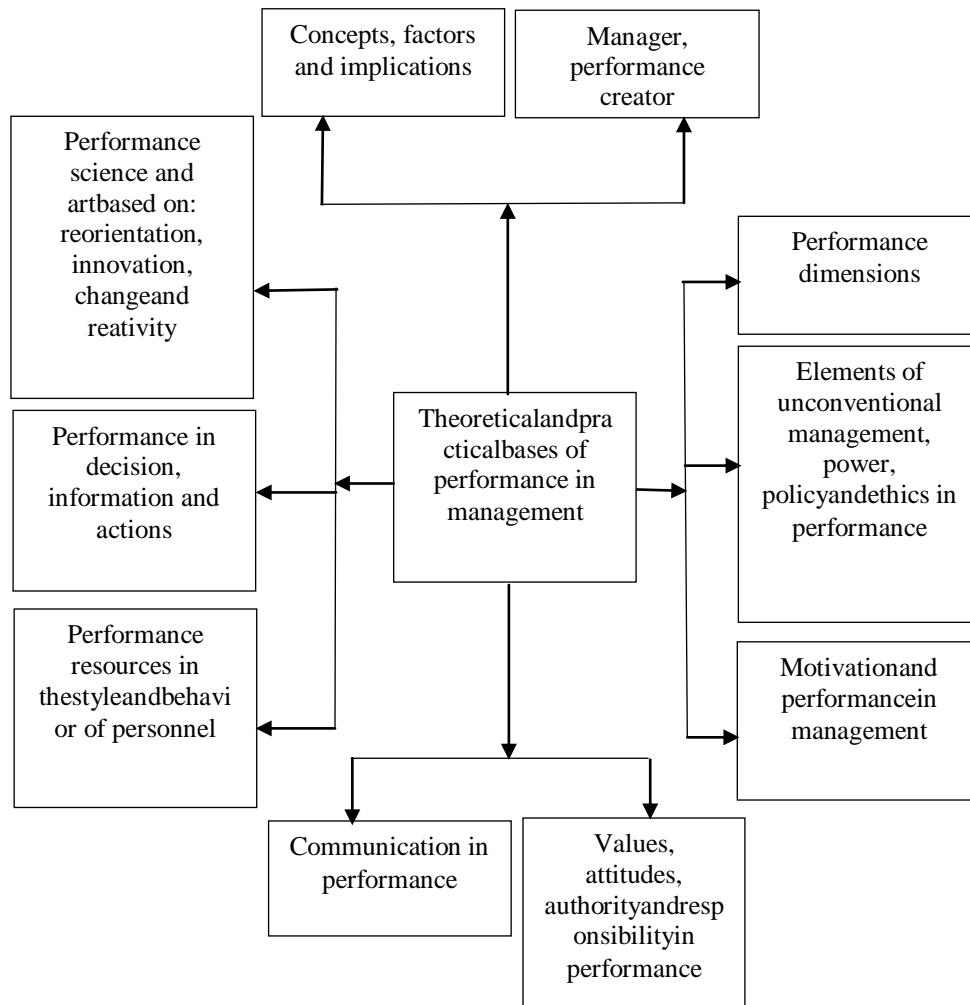 Concepts, factors
and implications
Manager,
performance
creator
Performance
science and
artbased on:
reorientation,
innovation,
changeand
reativity
Performance
dimensions
Elements of
unconventional
management,
power,
policyandethics in
performance
Theoreticalandpra
cticalbases of
performance in
management
Performance in
decision,
information and
actions
Performance
resources in
thestyleandbehavi
or of personnel
Motivationand
performancein
management
Communication in
performance
Values,
attitudes,
authorityandresp
onsibilityin
performance